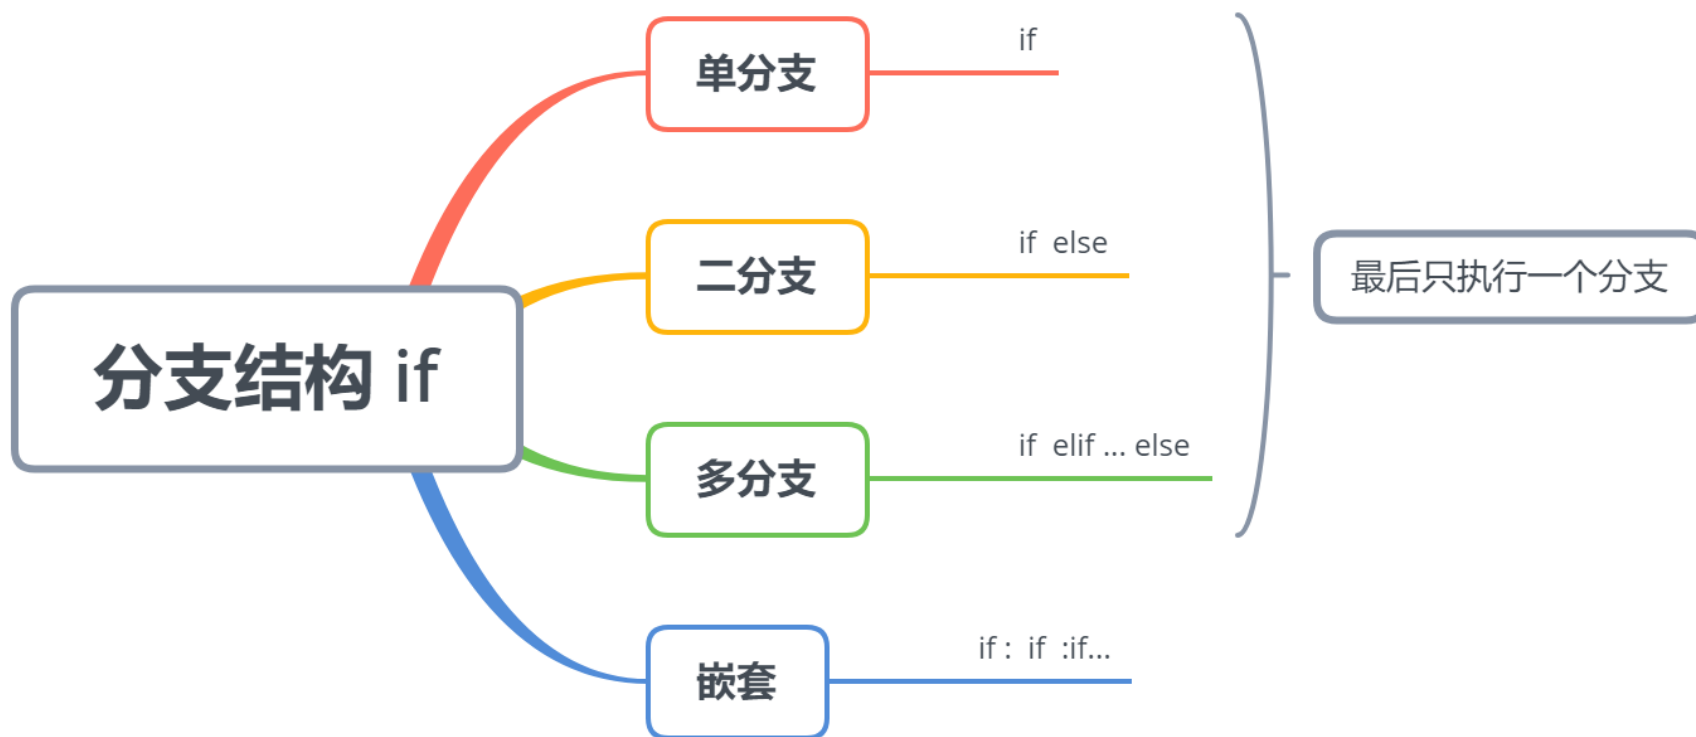 分支结构 if
单分支
if
二分支
if else
多分支
if elif ... else
嵌套
if : if :if...
最后只执行一个分支